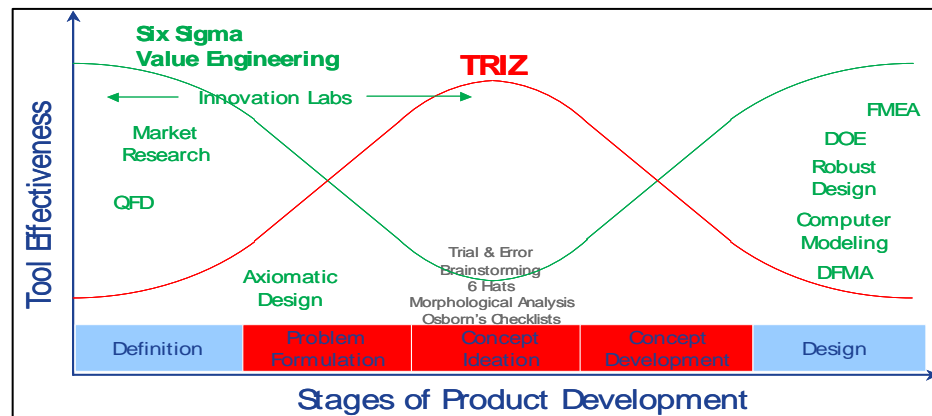 Six Sigma
Value Engineering
TRIZ
Innovation Labs
Market
Research
QFD
Axiomatic
Design
Trial & Error
Brainstorming
6 Hats
Morphological Analysis
Osborn's Checklists
FMEA
DOE
Robust
Design
Computer
Modeling
DFMA
Tool Effectiveness
Definition
Problem
Formulation
Concept
Ideation
Concept
Development
Design
Stages of Product Development